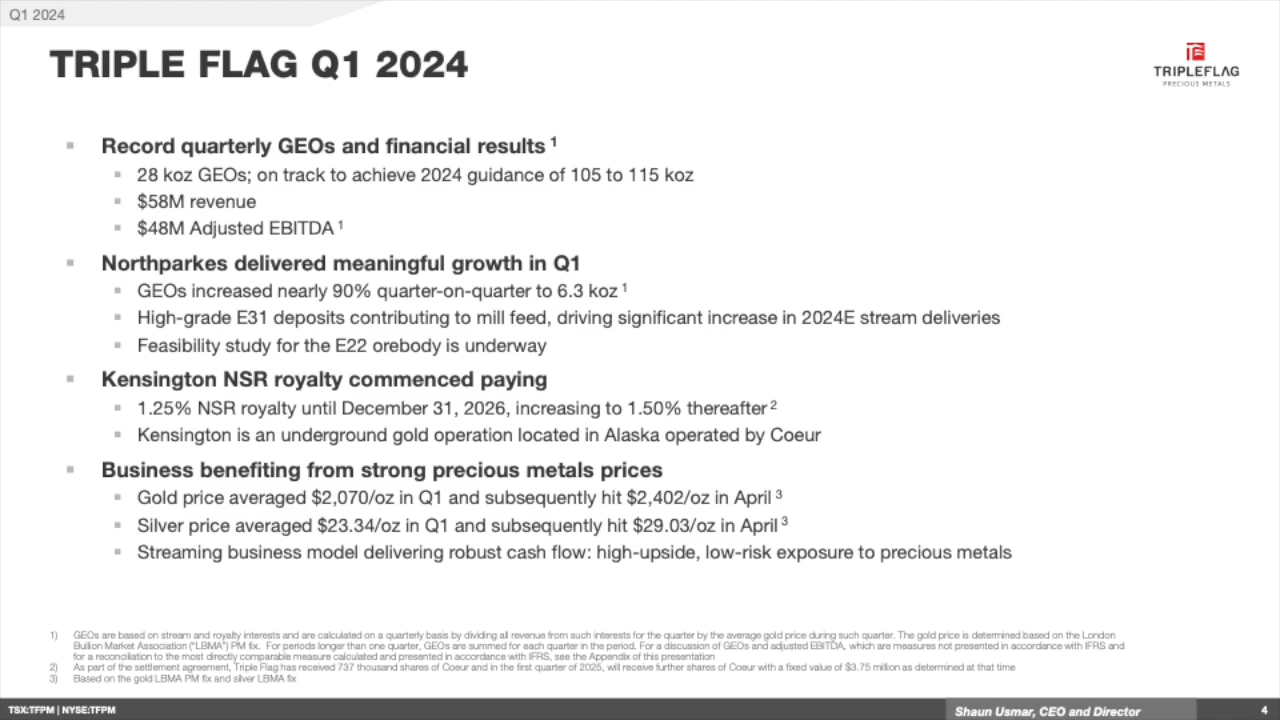 Q1 2024
TRIPLE FLAG Q1 2024
TRIPLEFLAG
PRECIOUS METALS
Record quarterly GEOs and financial results 1
28 koz GEOs; on track to achieve 2024 guidance of 105 to 115 koz
$58M revenue
$48M Adjusted EBITDA 1
Northparkes delivered meaningful growth in Q1
GEOs increased nearly 90% quarter-on-quarter to 6.3 koz 1
High-grade E31 deposits contributing to mill feed, driving significant increase in 2024E stream deliveries
Feasibility study for the E22 orebody is underway
Kensington NSR royalty commenced paying
1.25% NSR royalty until December 31, 2026, increasing to 1.50% thereafter 2
Kensington is an underground gold operation located in Alaska operated by Coeur
Business benefiting from strong precious metals prices
Gold price averaged $2,070/oz in Q1 and subsequently hit $2,402/oz in April 3
Silver price averaged $23.34/oz in Q1 and subsequently hit $29.03/oz in April 3
Streaming business model delivering robust cash flow: high-upside, low-risk exposure to precious metals
1) GEOs are based on stream and royalty interests and are calculated on a quarterly basis by dividing all revenue from such interests for the quarter by the average gold price during such quarter. The gold price is determined based on the London
Bullion Market Association ("LBMA") PM fix. For periods longer than one quarter, GEOs are summed for each quarter in the period. For a discussion of GEOs and adjusted EBITDA, which are measures not presented in accordance with IFRS and
for a reconciliation to the most directly comparable measure calculated and presented in accordance with IFRS, see the Appendix of this presentation
2) As part of the settlement agreement, Triple Flag has received 737 thousand shares of Coeur and in the first quarter of 2025, will receive further shares of Coeur with a fixed value of $3.75 million as determined at that time
3) Based on the gold LBMA PM fix and silver LBMA fix
TSX:TFPM | NYSE:TFPM
Shaun Usmar, CEO and Director
4